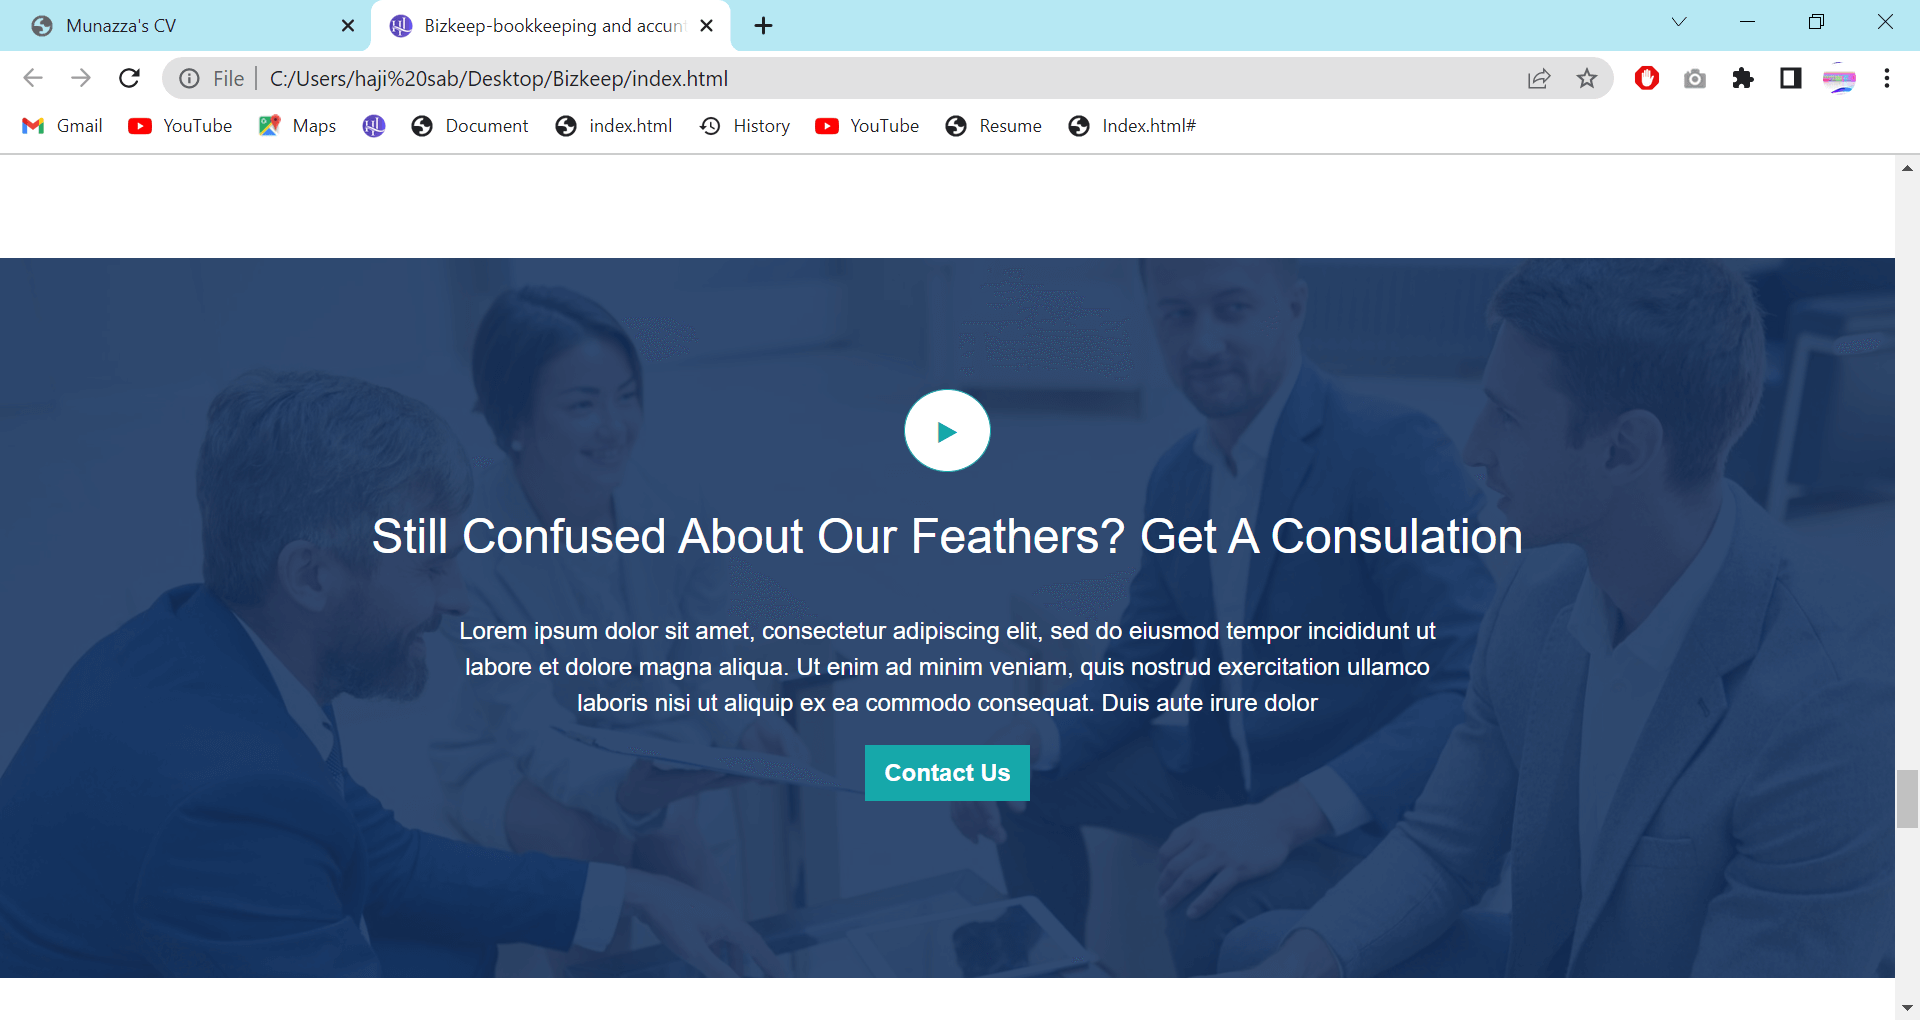 Munazza's CV
Bizkeep-bookkeeping and accun
File
C:/Users/haji%20sab/Desktop/Bizkeep/index.html
Gmail YouTube Maps Document index.html History YouTube Resume Index.html#
Still Confused About Our Feathers? Get A Consulation
Lorem ipsum dolor sit amet, consectetur adipiscing elit, sed do eiusmod tempor incididunt ut
labore et dolore magna aliqua. Ut enim ad minim veniam, quis nostrud exercitation ullamco
laboris nisi ut aliquip ex ea commodo consequat. Duis aute irure dolor
Contact Us